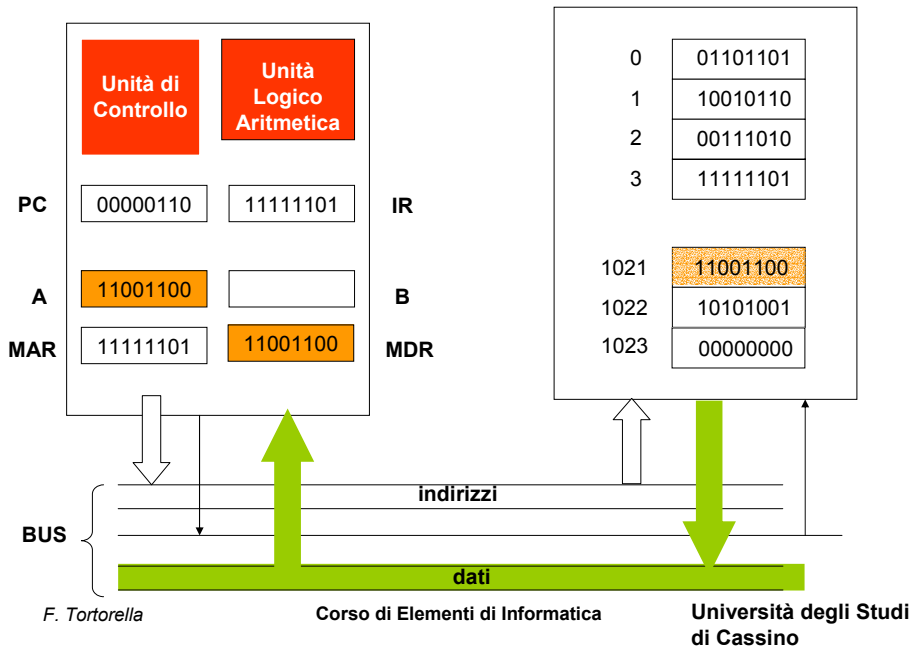 Unità di
Controllo
Unità
Logico
Aritmetica
PC
00000110
11111101
IR
A
11001100
B
MAR
11111101
11001100
MDR
0
01101101
1
10010110
2
00111010
3
11111101
1021
11001100
1022
10101001
1023
00000000
BUS
indirizzi
dati
F. Tortorella
Corso di Elementi di Informatica
Università degli Studi
di Cassino